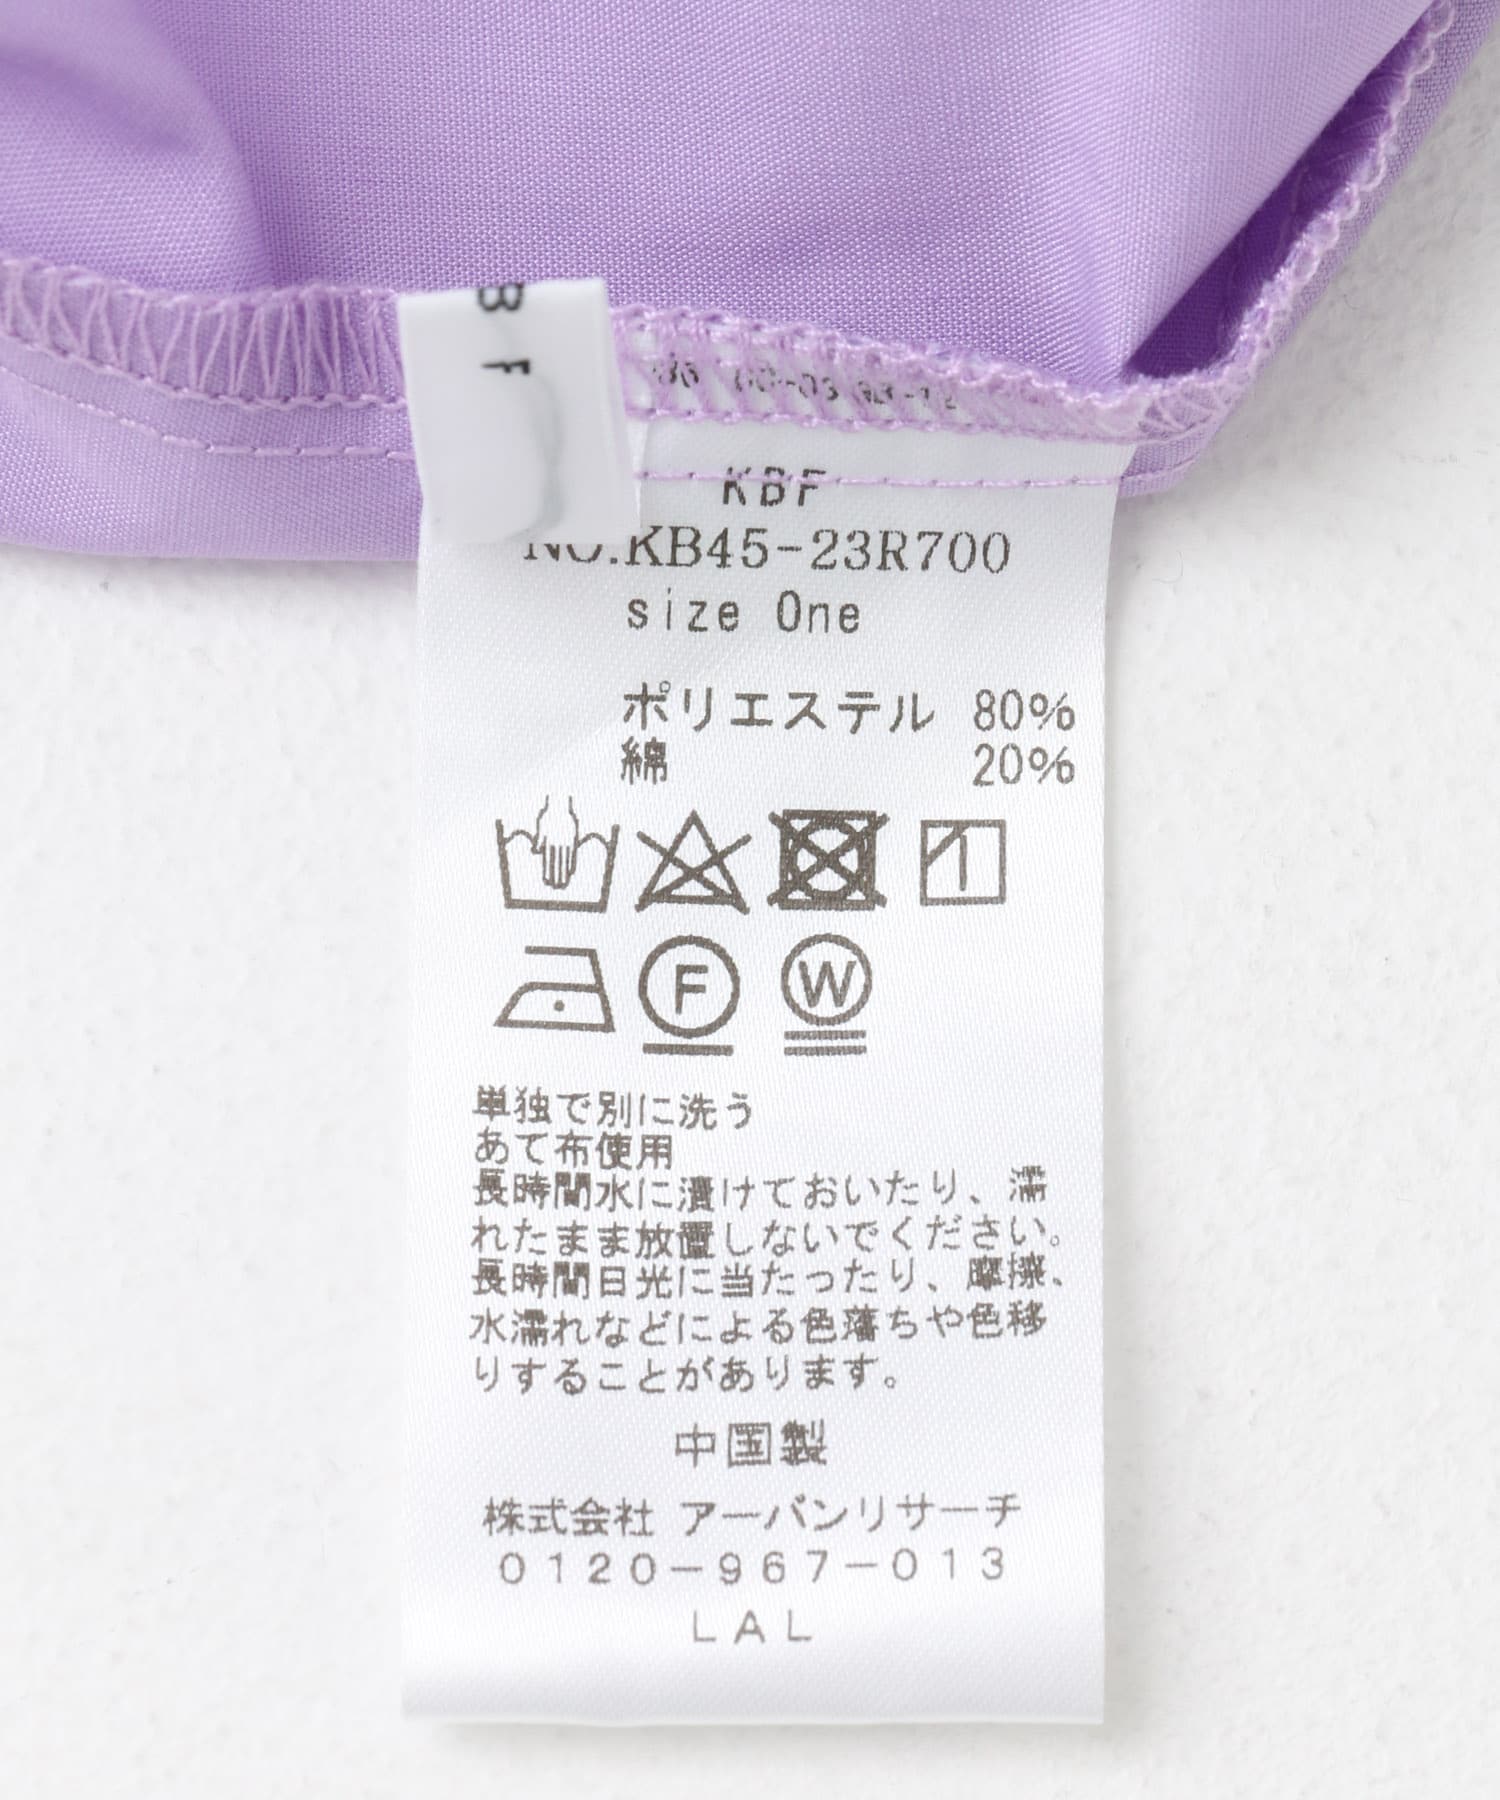 B F
KBF
NO.KB45-23R700
size One
ポリエステル 80%
綿 20%
F W
単独で別に洗う
あて布使用
長時間水に漬けておいたり、濡
れたまま放置しないでください。
長時間日光に当たったり、摩擦、
水濡れなどによる色落ちや色移
りすることがあります。
中国製
株式会社 アーバンリサーチ
0120-967-013
LAL